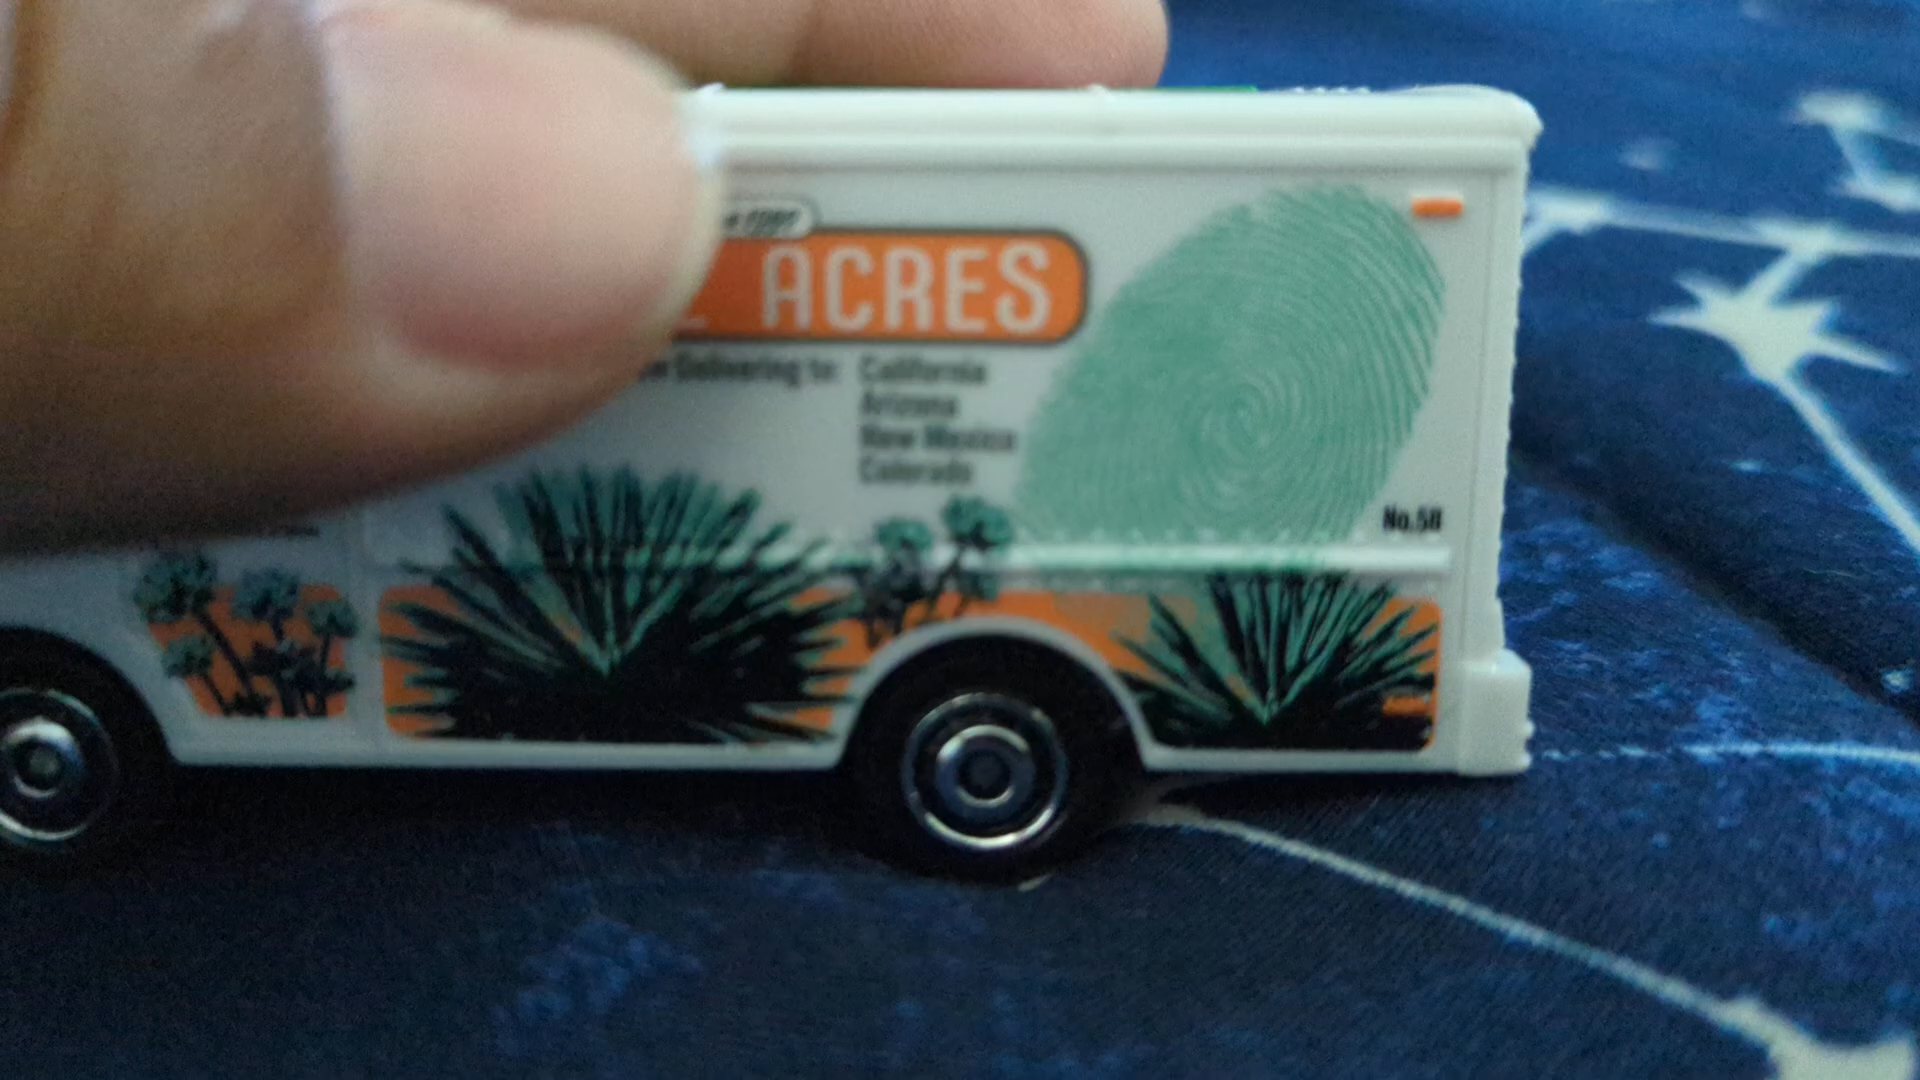 ACRES
Delivering to: California
Arizona
New Mexico
Colorado
No.58